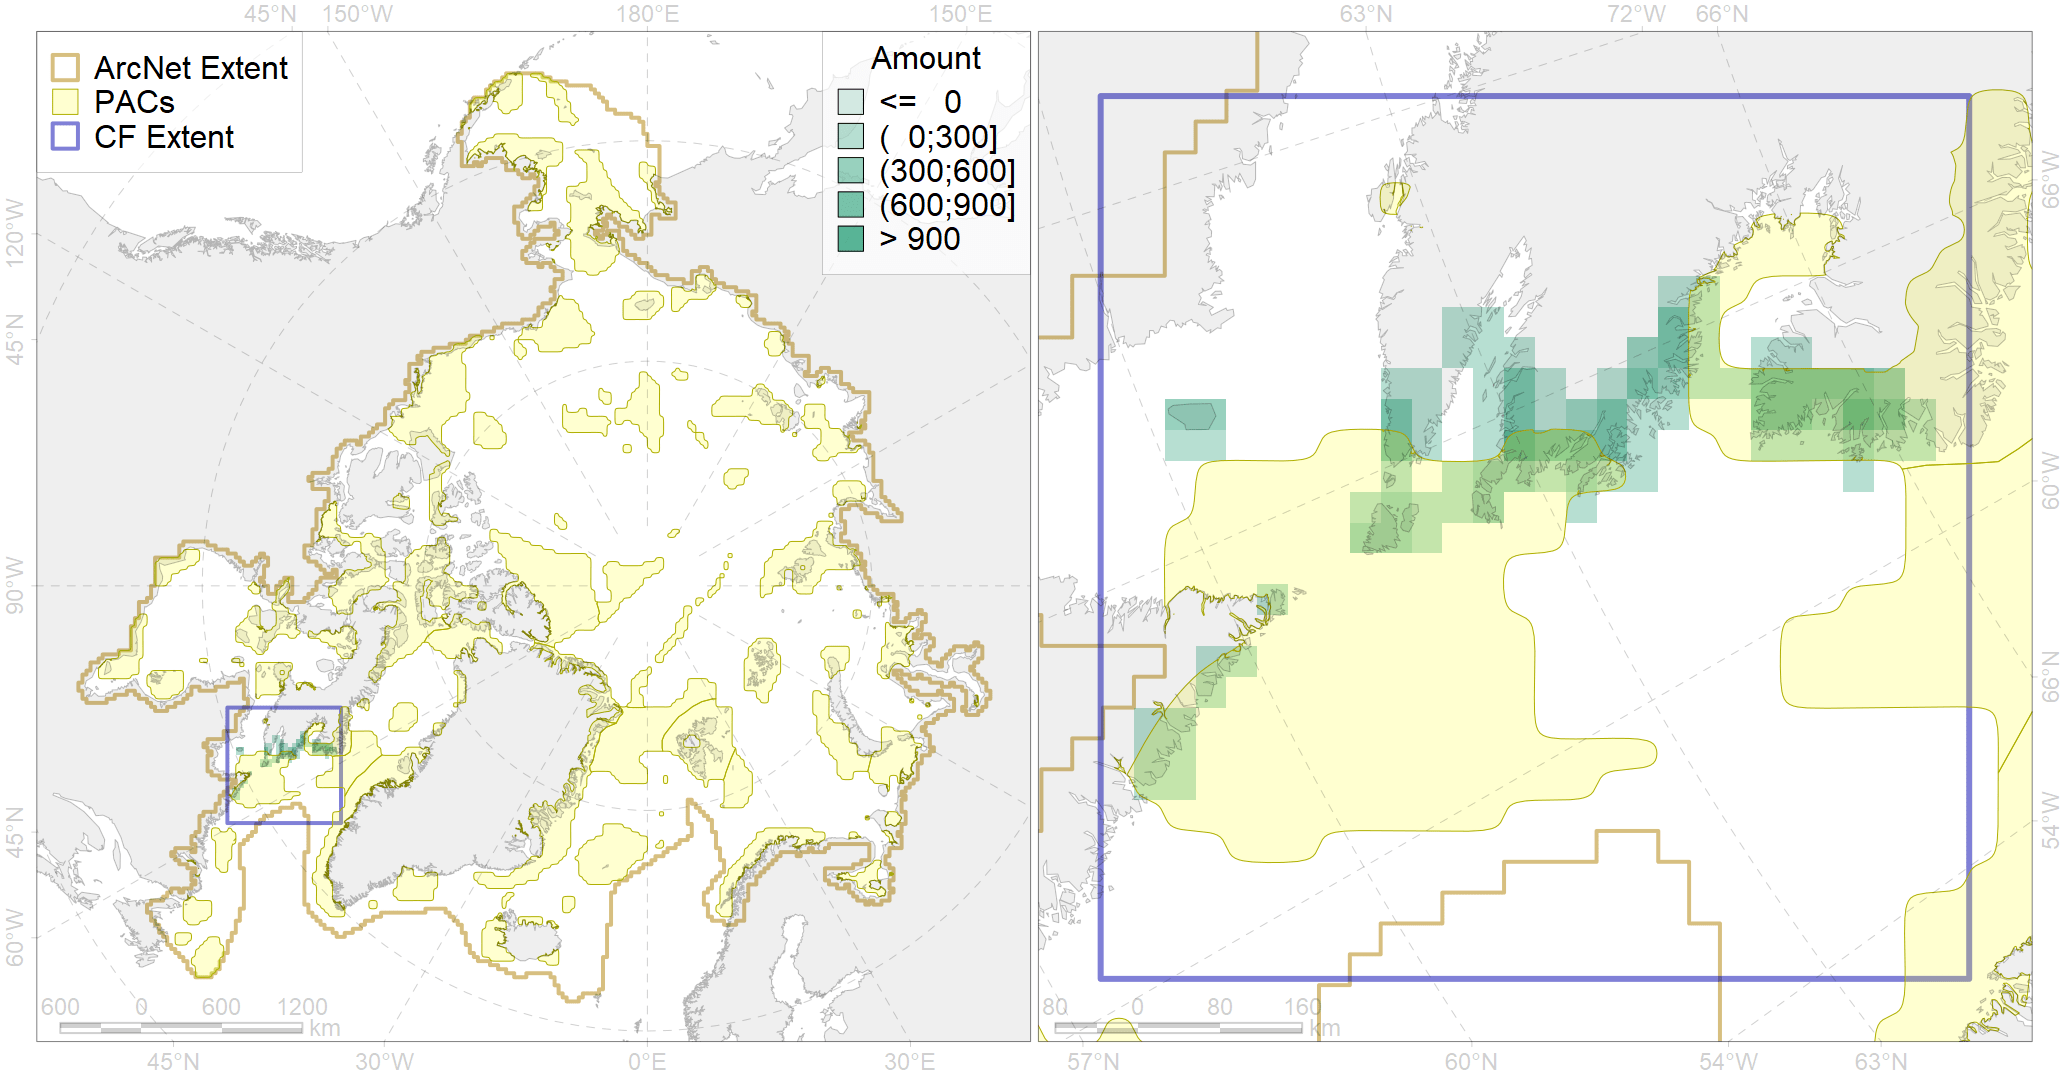 45°N 150°W 180°E 150°E 63°N 72°W 66°N
ArcNet Extent
PACs
CF Extent
Amount
<= 0
( 0;300]
(300;600]
(600;900]
> 900
120°W
45°N
90°W
45°N
60°W
66°W
60°W
66°N
54°W
600 0 600 1200
km
80 0 80 160
km
45°N 30°W 0°E 30°E 57°N 60°N 54°W 63°N